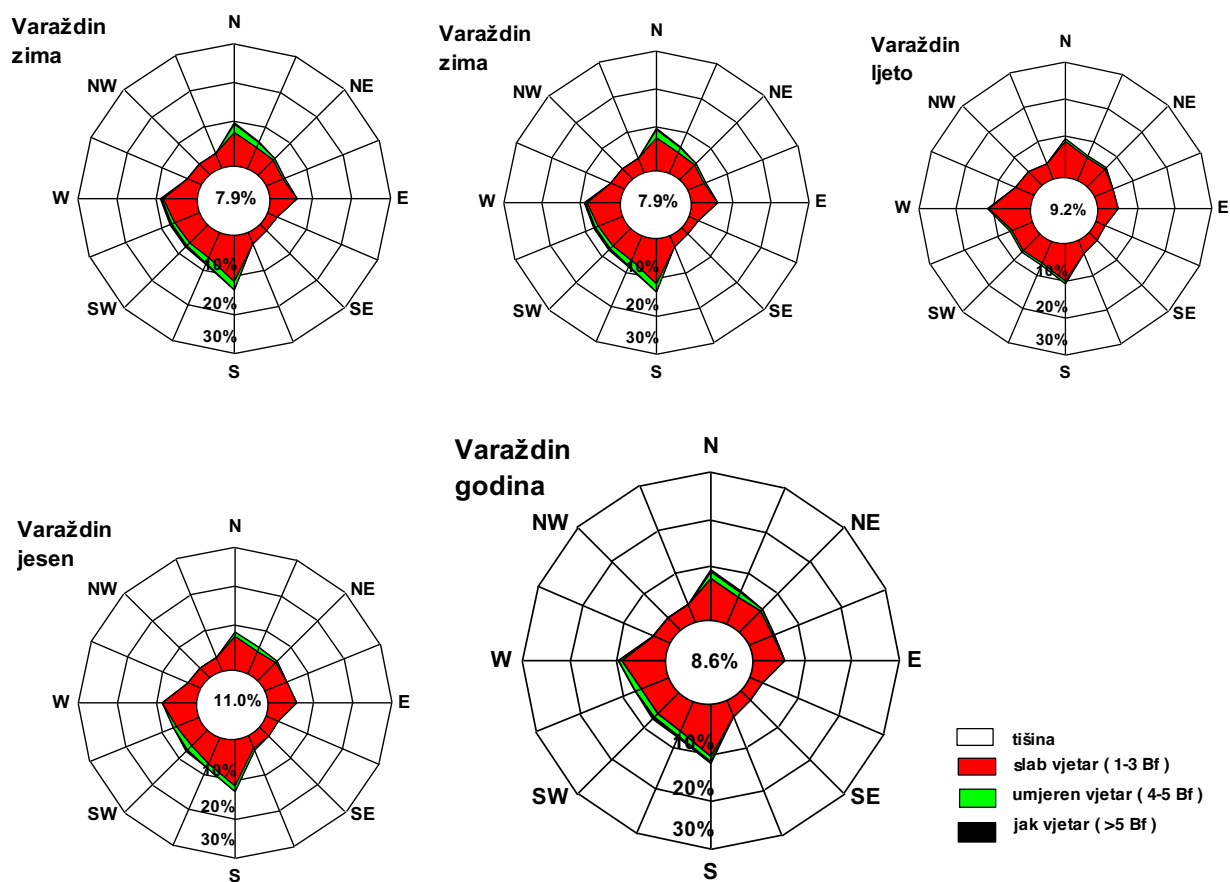 Varaždin
zima
N
NW
NE
W
7.9%
E
10%
SW
20%
SE
30%
S
Varaždin
zima
N
NW
NE
W
7.9%
E
10%
SW
20%
SE
30%
S
Varaždin
ljeto
N
NW
NE
W
9.2%
E
10%
SW
20%
SE
30%
S
Varaždin
jesen
N
NW
NE
W
11.0%
E
10%
SW
20%
SE
30%
S
Varaždin
godina
N
NW
NE
W
8.6%
E
10%
SW
20%
SE
30%
S
tišina
slab vjetar ( 1-3 Bf )
umjeren vjetar ( 4-5 Bf )
jak vjetar ( >5 Bf )